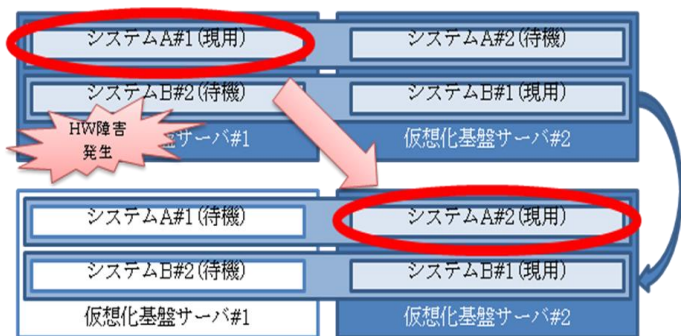 システムA#1(現用)
システムA#2(待機)
システムB#2(待機)
システムB#1(現用)
HW障害
発生
盤サーバ#1
仮想化基盤サーバ#2
システムA#1(待機)
システムA#2(現用)
システムB#2(待機)
システムB#1(現用)
仮想化基盤サーバ#1
仮想化基盤サーバ#2